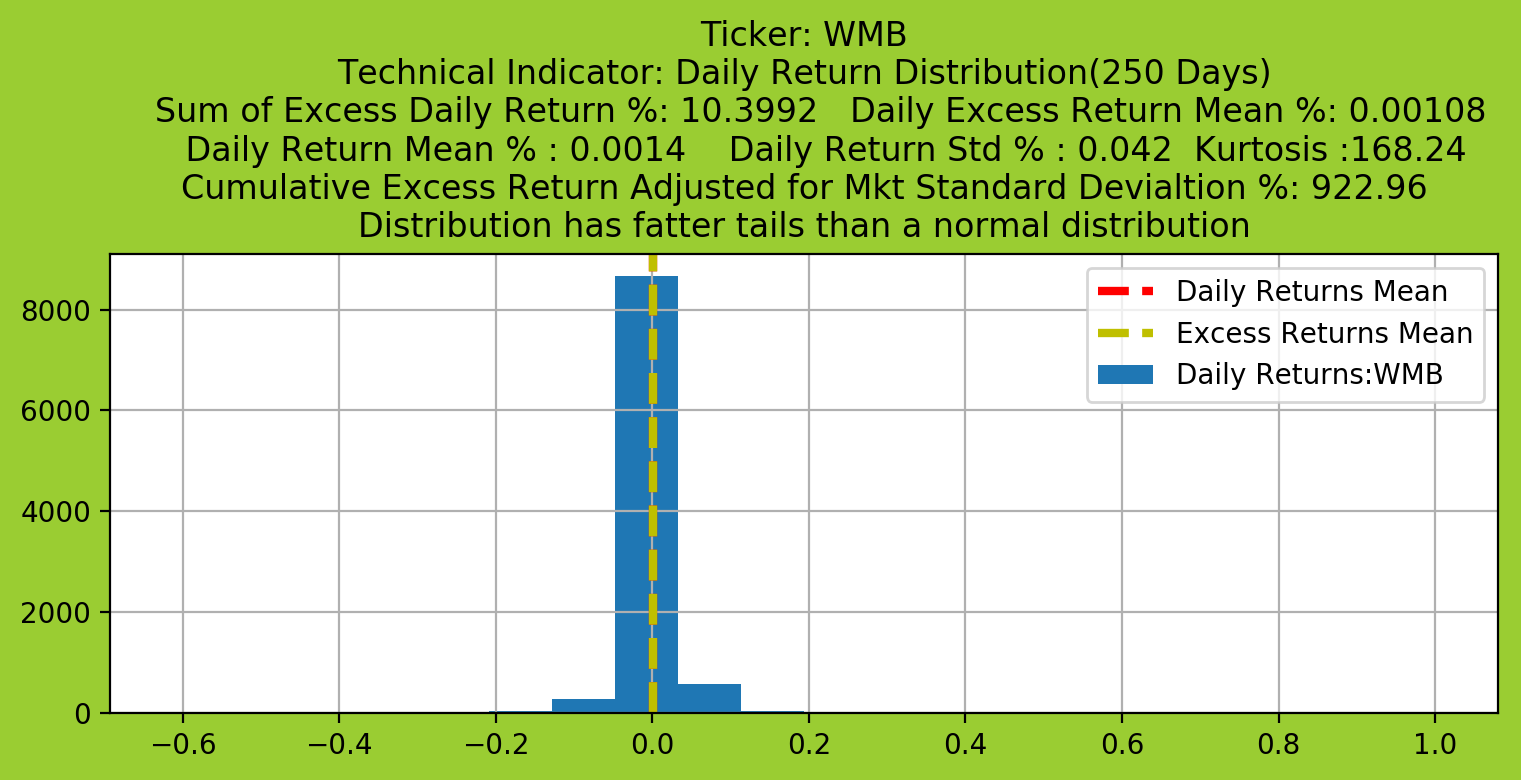 Ticker: WMB
Technical Indicator: Daily Return Distribution(250 Days)
Sum of Excess Daily Return %: 10.3992   Daily Excess Return Mean %: 0.00108
Daily Return Mean % : 0.0014    Daily Return Std % : 0.042  Kurtosis :168.24
Cumulative Excess Return Adjusted for Mkt Standard Devialtion %: 922.96
Distribution has fatter tails than a normal distribution
Daily Returns Mean
Excess Returns Mean
Daily Returns:WMB
8000
6000
4000
2000
0
−0.6 −0.4 −0.2 0.0 0.2 0.4 0.6 0.8 1.0